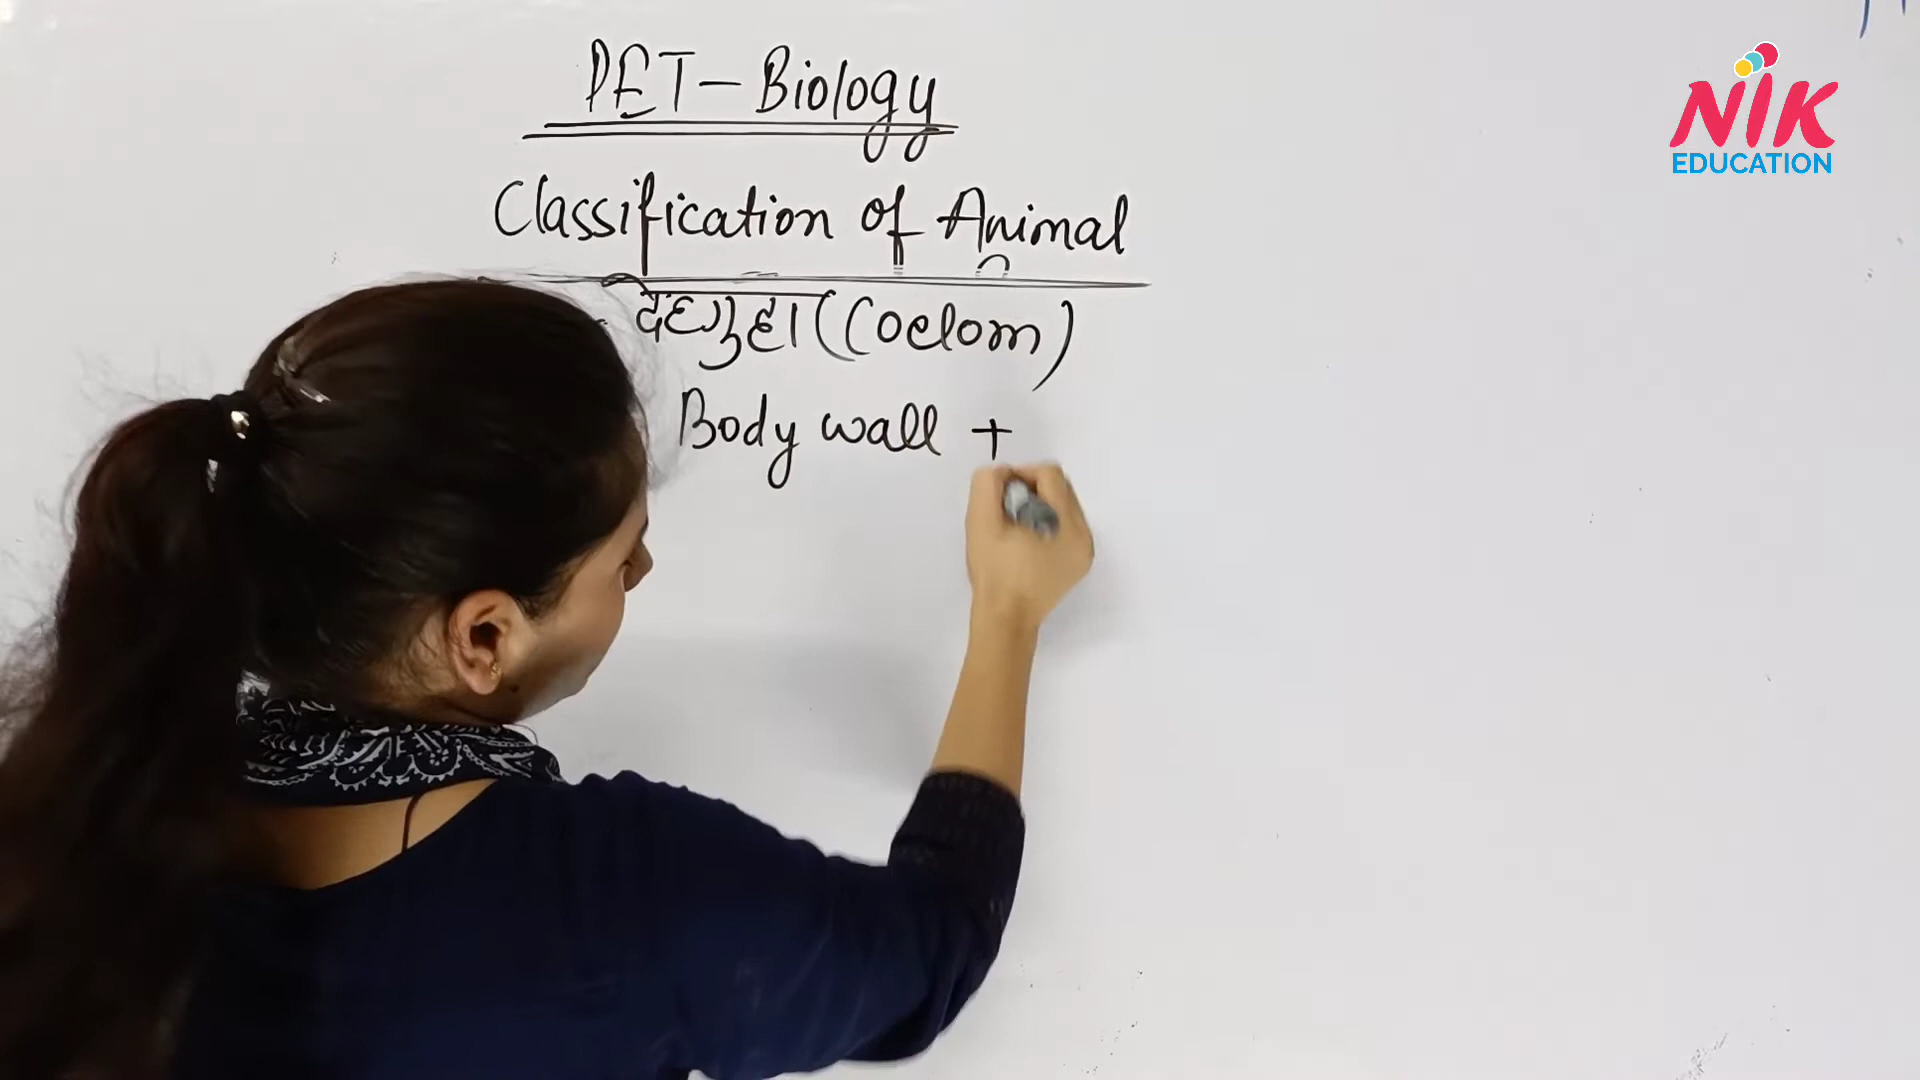 PET - Biology
Classification of Animal
देहगुहा (Coelom)
Body wall +
NIK
EDUCATION